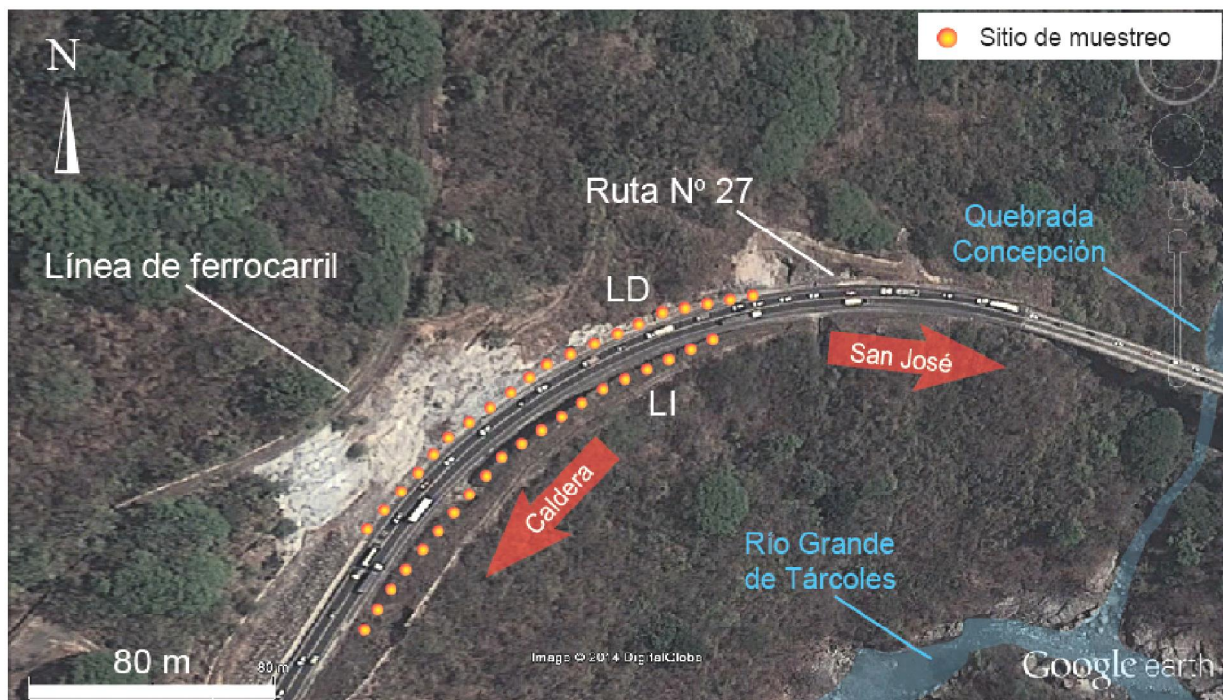 N
Sitio de muestreo
Ruta Nº 27
Quebrada
Concepción
Línea de ferrocarril
LD
San José
LI
Caldera
Río Grande
de Tárcoles
80 m
80 m
Image © 2014 DigitalGlobe
Google earth